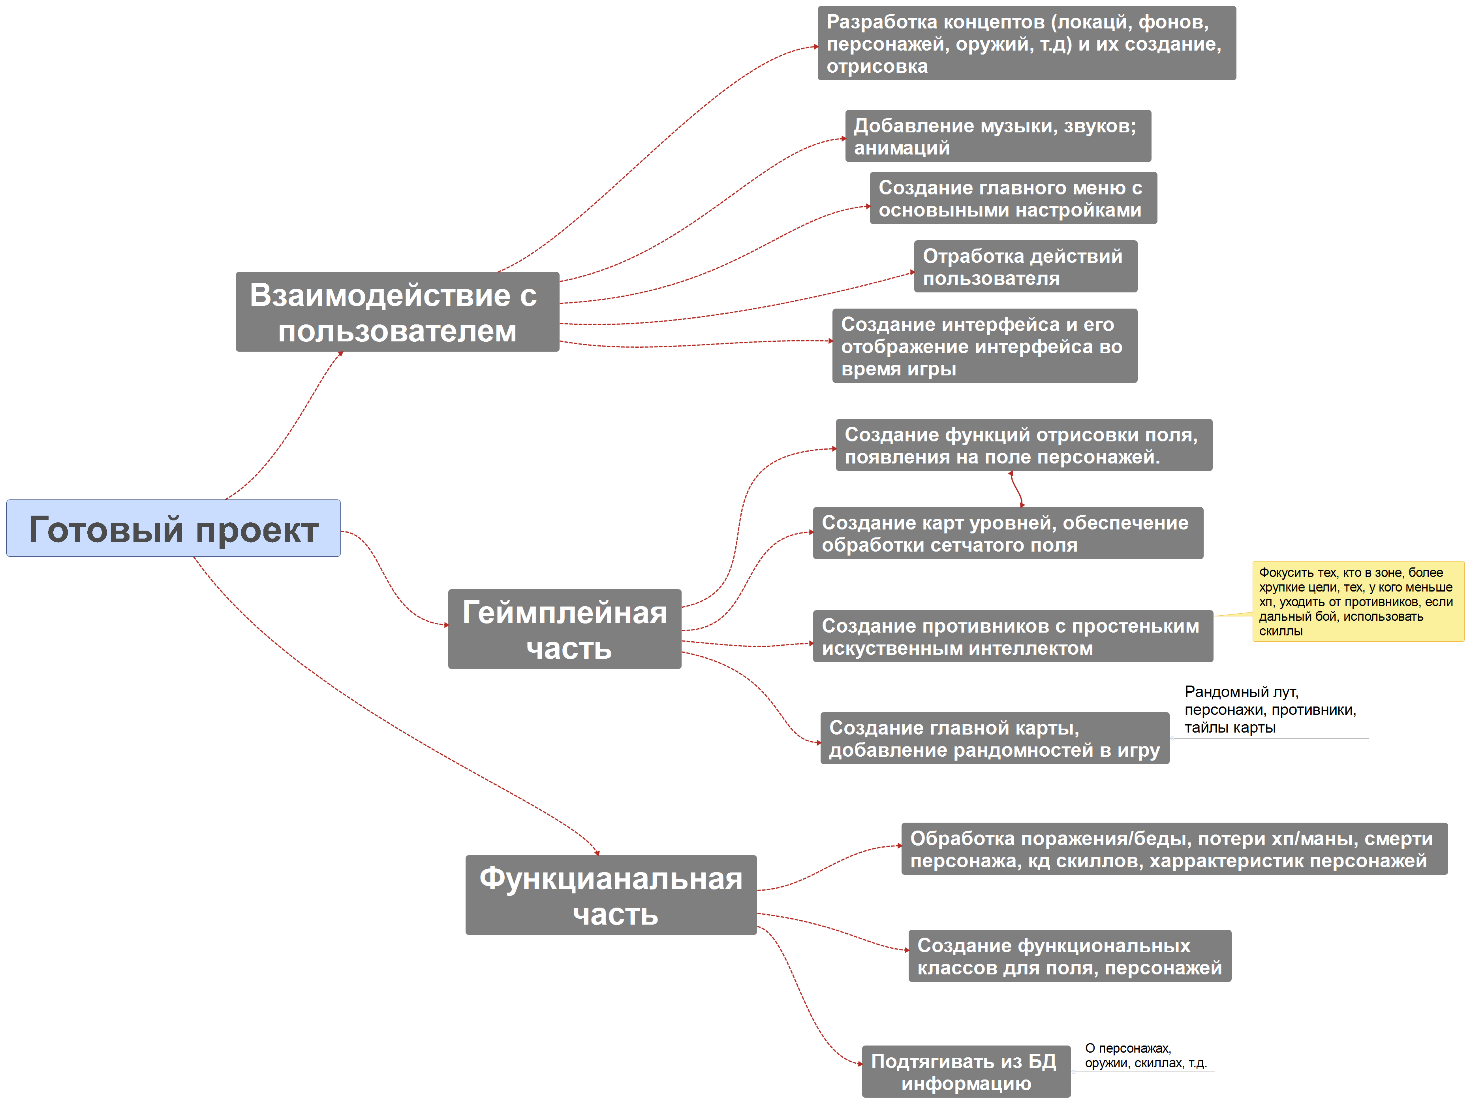 Разработка концептов (локацй, фонов,
персонажей, оружий, т.д) и их создание,
отрисовка
Добавление музыки, звуков;
анимаций
Создание главного меню с
основыными настройками
Отработка действий
пользователя
Взаимодействие с
пользователем
Создание интерфейса и его
отображение интерфейса во
время игры
Создание функций отрисовки поля,
появления на поле персонажей.
Готовый проект
Создание карт уровней, обеспечение
обработки сетчатого поля
Геймплейная
часть
Фокусить тех, кто в зоне, более
хрупкие цели, тех, у кого меньше
хп, уходить от противников, если
дальный бой, использовать
скиллы
Создание противников с простеньким
искуственным интеллектом
Рандомный лут,
персонажи, противники,
тайлы карты
Создание главной карты,
добавление рандомностей в игру
Обработка поражения/беды, потери хп/маны, смерти
персонажа, кд скиллов, харрактеристик персонажей
Функцианальная
часть
Создание функциональных
классов для поля, персонажей
Подтягивать из БД
информацию
О персонажах,
оружии, скиллах, т.д.